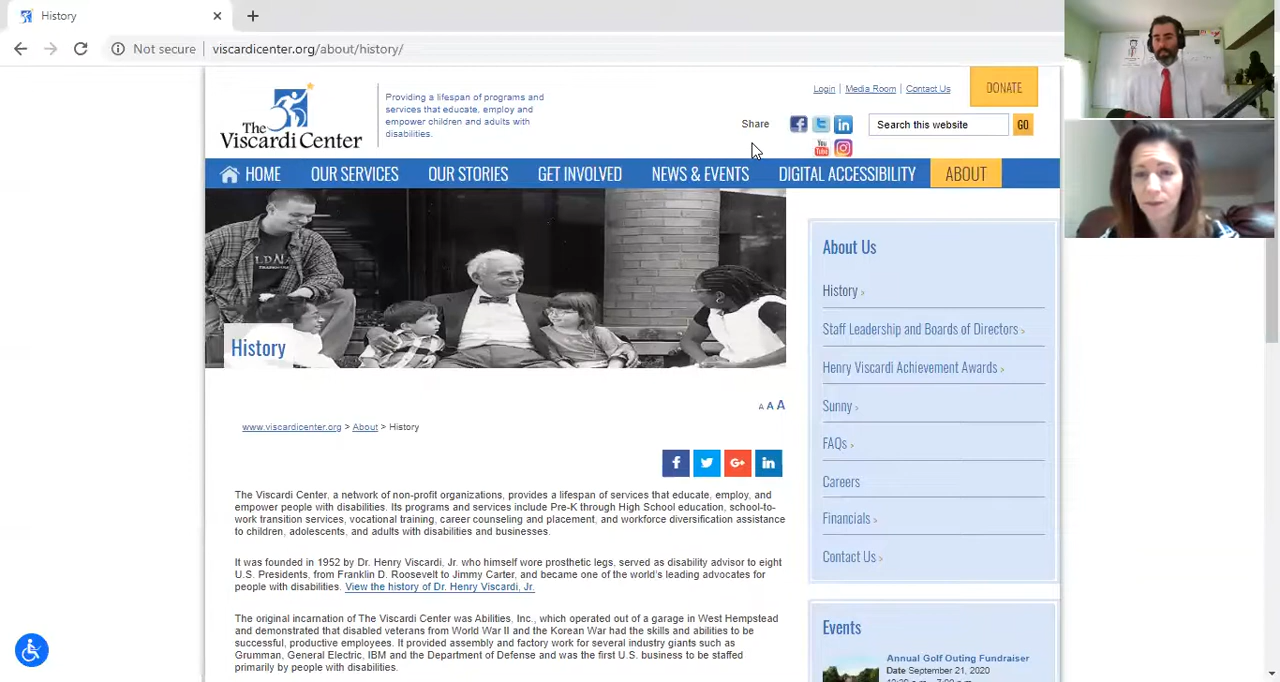 History
Not secure
viscardicenter.org/about/history/
The
Viscardi Center
Providing a lifespan of programs and
services that educate, employ and
empower children and adults with
disabilities.
Login | Media Room | Contact Us
DONATE
Share
You
Tube
Search this website
GO
HOME
OUR SERVICES
OUR STORIES
GET INVOLVED
NEWS & EVENTS
DIGITAL ACCESSIBILITY
ABOUT
History
A A A
www.viscardicenter.org > About > History
The Viscardi Center, a network of non-profit organizations, provides a lifespan of services that educate, employ, and
empower people with disabilities. Its programs and services include Pre-K through High School education, school-to-
work transition services, vocational training, career counseling and placement, and workforce diversification assistance
to children, adolescents, and adults with disabilities and businesses.
It was founded in 1952 by Dr. Henry Viscardi, Jr. who himself wore prosthetic legs, served as disability advisor to eight
U.S. Presidents, from Franklin D. Roosevelt to Jimmy Carter, and became one of the world's leading advocates for
people with disabilities. View the history of Dr. Henry Viscardi, Jr.
The original incarnation of The Viscardi Center was Abilities, Inc., which operated out of a garage in West Hempstead
and demonstrated that disabled veterans from World War II and the Korean War had the skills and abilities to be
successful, productive employees. It provided assembly and factory work for several industry giants such as
Grumman, General Electric, IBM and the Department of Defense and was the first U.S. business to be staffed
primarily by people with disabilities.
About Us
History ›
Staff Leadership and Boards of Directors ›
Henry Viscardi Achievement Awards ›
Sunny ›
FAQs ›
Careers
Financials ›
Contact Us ›
Events
Annual Golf Outing Fundraiser
Date September 21, 2020